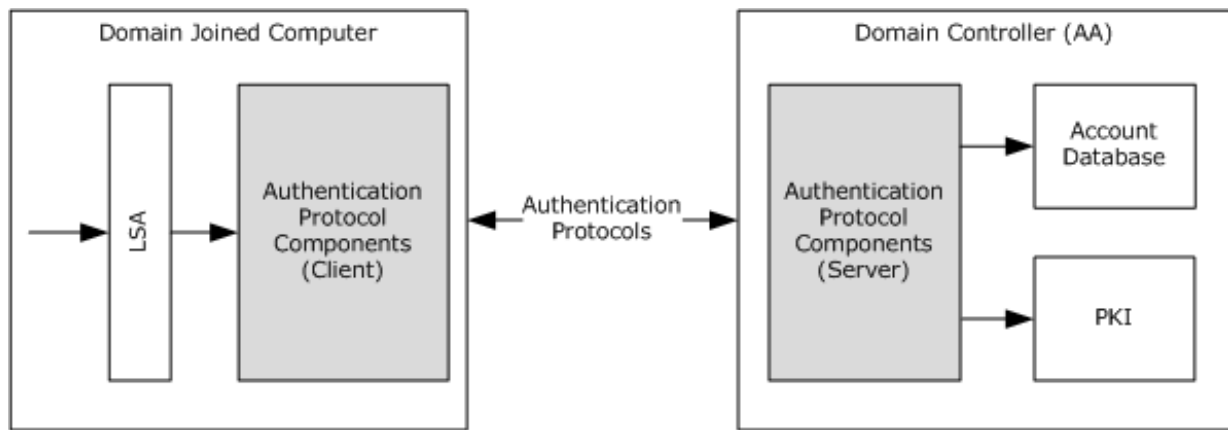 Domain Joined Computer
LSA
Authentication
Protocol
Components
(Client)
Authentication
Protocols
Domain Controller (AA)
Authentication
Protocol
Components
(Server)
Account
Database
PKI